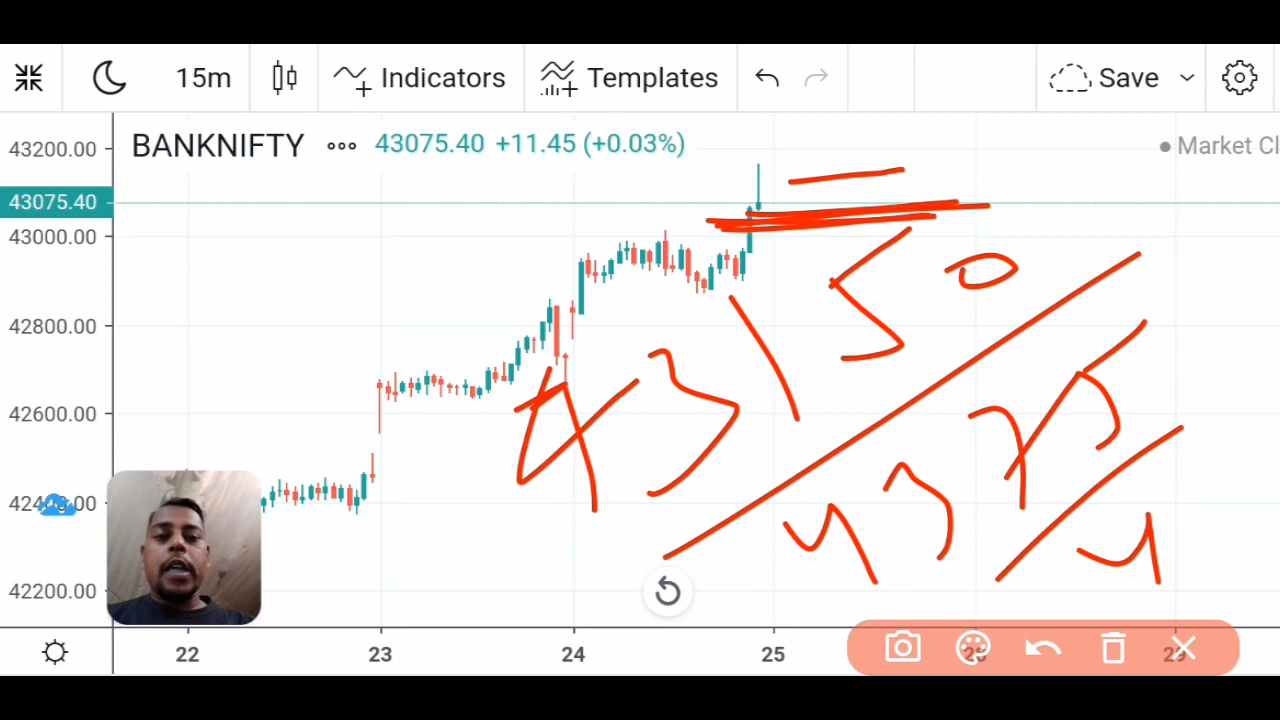 15m Indicators Templates Save
43200.00 BANKNIFTY 43075.40 +11.45 (+0.03%) Market Cl
43075.40
43000.00
42800.00
42600.00
42200.00
22 23 24 25
43150